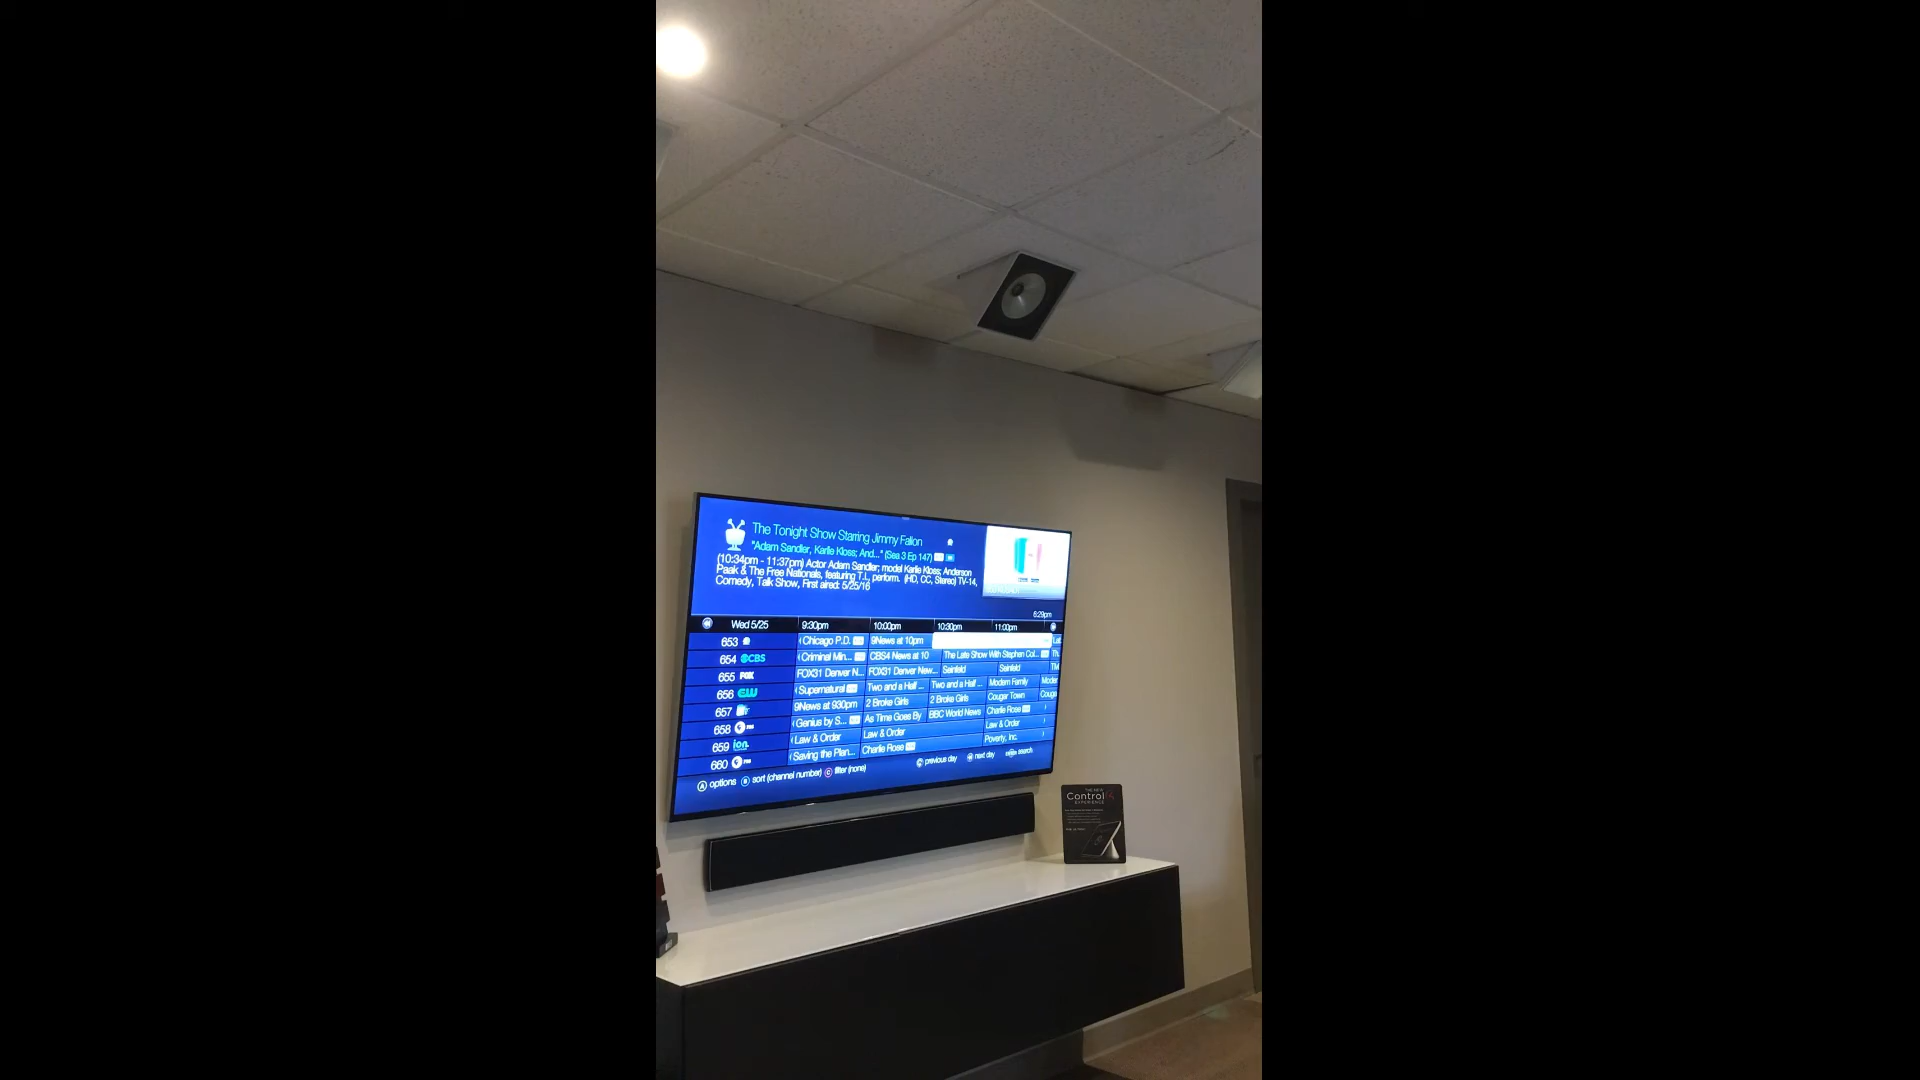 The Tonight Show Starring Jimmy Fallon
"Adam Sandler, Karlie Kloss; And..." (Sea 3 Ep 147)
(10:34pm - 11:37pm) Actor Adam Sandler; model Karlie Kloss; Anderson
Paak & The Free Nationals, featuring T.I., perform. (HD, CC, Stereo) TV-14,
Comedy, Talk Show, First aired: 5/25/16
6:29pm
Wed 5/25 9:30pm 10:00pm 10:30pm 11:00pm
653 Chicago P.D. 9News at 10pm
654 CBS Criminal Min... CBS4 News at 10 The Late Show With Stephen Col...
655 FOX FOX31 Denver N... FOX31 Denver New... Seinfeld Seinfeld
656 CW Supernatural Two and a Half ... Two and a Half ... Modern Family
657 9News at 930pm 2 Broke Girls 2 Broke Girls Cougar Town
658 Genius by S... As Time Goes By BBC World News Charlie Rose
659 ion Law & Order Law & Order Law & Order
660 Saving the Plan... Charlie Rose Poverty, Inc.
A options B sort (channel number) C filter (none) previous day next day search
THE NEW
Control4
EXPERIENCE